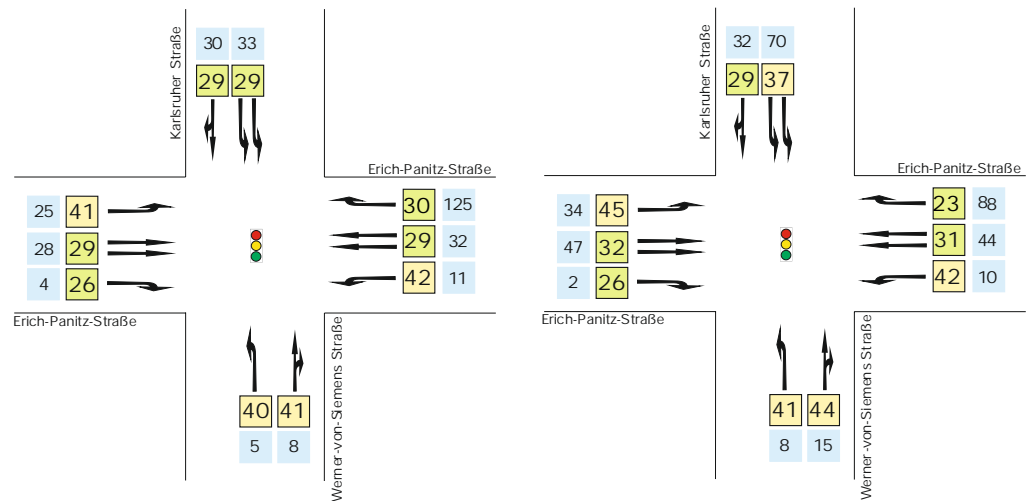 Karlsruher Straße
30 33
29 29
Erich-Panitz-Straße
25 41
28 29
4 26
30 125
29 32
42 11
Erich-Panitz-Straße
Werner-von-Siemens Straße
40 41
5 8
Karlsruher Straße
32 70
29 37
Erich-Panitz-Straße
34 45
47 32
2 26
23 88
31 44
42 10
Erich-Panitz-Straße
Werner-von-Siemens Straße
41 44
8 15